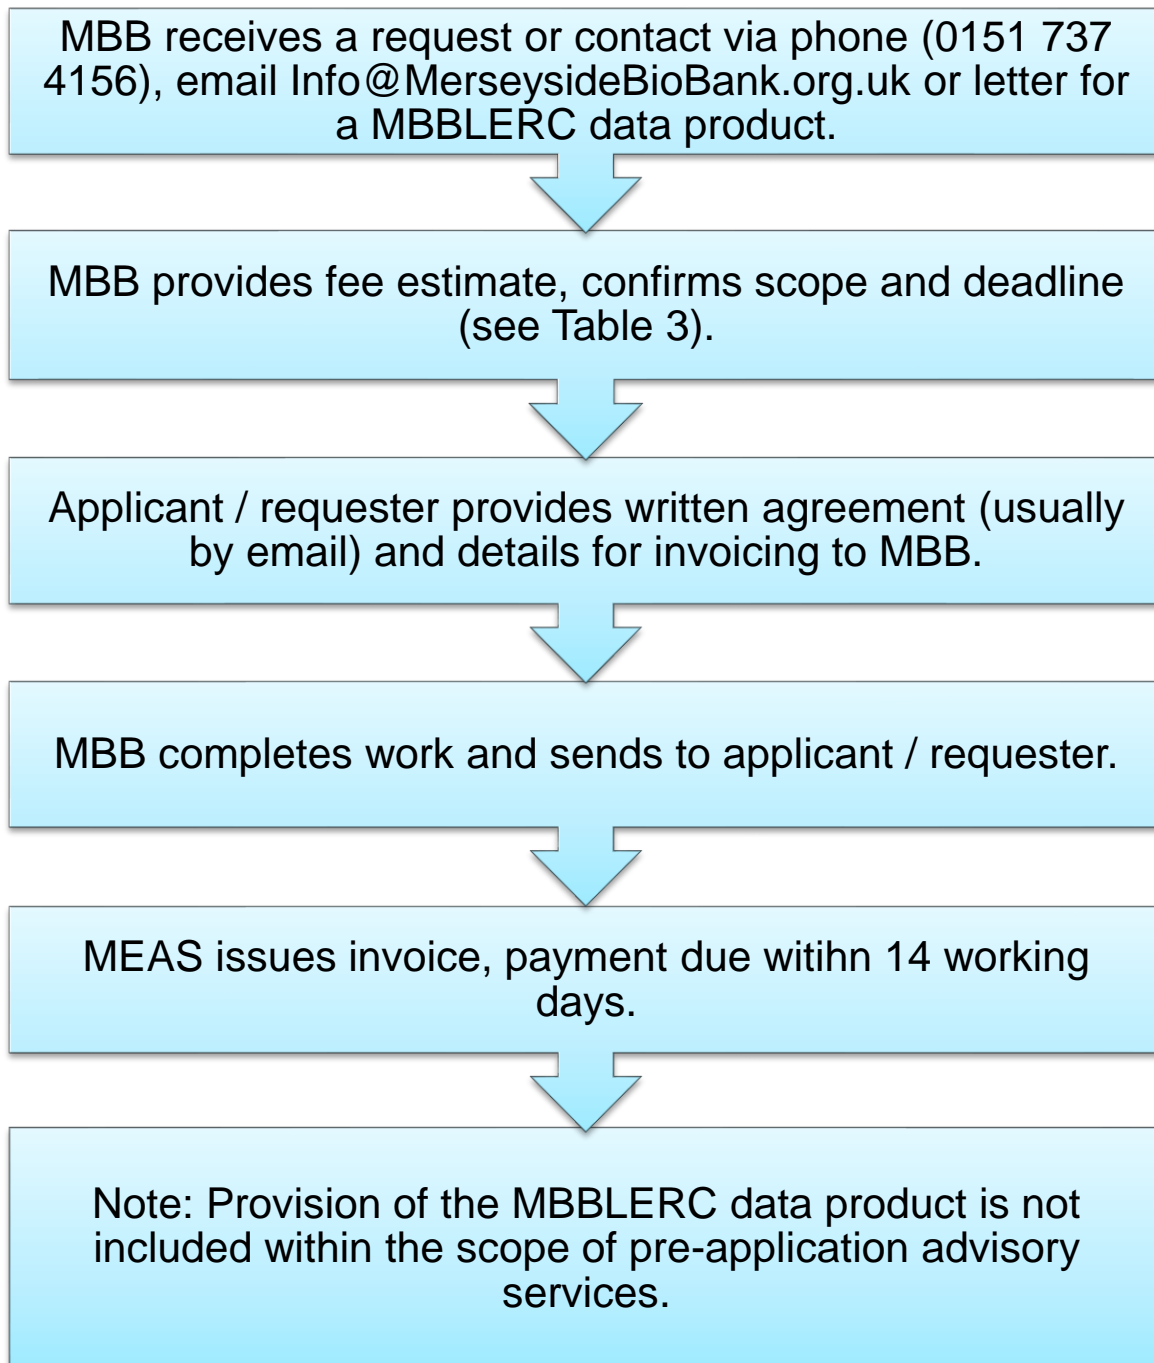 MBB receives a request or contact via phone (0151 737
4156), email Info@MerseysideBioBank.org.uk or letter for
a MBBLERC data product.
MBB provides fee estimate, confirms scope and deadline
(see Table 3).
Applicant / requester provides written agreement (usually
by email) and details for invoicing to MBB.
MBB completes work and sends to applicant / requester.
MEAS issues invoice, payment due witihn 14 working
days.
Note: Provision of the MBBLERC data product is not
included within the scope of pre-application advisory
services.